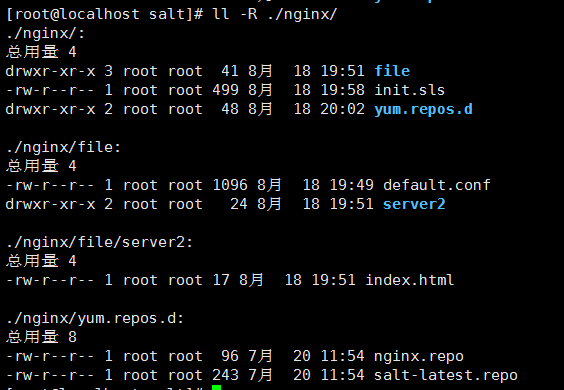 [root@localhost salt]# ll -R ./nginx/
./nginx/:
总用量 4
drwxr-xr-x 3 root root  41 8月  18 19:51 file
-rw-r--r-- 1 root root 499 8月  18 19:58 init.sls
drwxr-xr-x 2 root root  48 8月  18 20:02 yum.repos.d
./nginx/file:
总用量 4
-rw-r--r-- 1 root root 1096 8月  18 19:49 default.conf
drwxr-xr-x 2 root root   24 8月  18 19:51 server2
./nginx/file/server2:
总用量 4
-rw-r--r-- 1 root root 17 8月  18 19:51 index.html
./nginx/yum.repos.d:
总用量 8
-rw-r--r-- 1 root root  96 7月  20 11:54 nginx.repo
-rw-r--r-- 1 root root 243 7月  20 11:54 salt-latest.repo